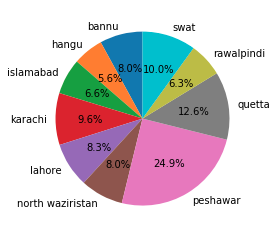 bannu
swat
hangu
rawalpindi
8.0%
10.0%
5.6%
6.3%
islamabad
6.6%
quetta
12.6%
karachi
9.6%
lahore
8.3%
8.0%
24.9%
north waziristan
peshawar